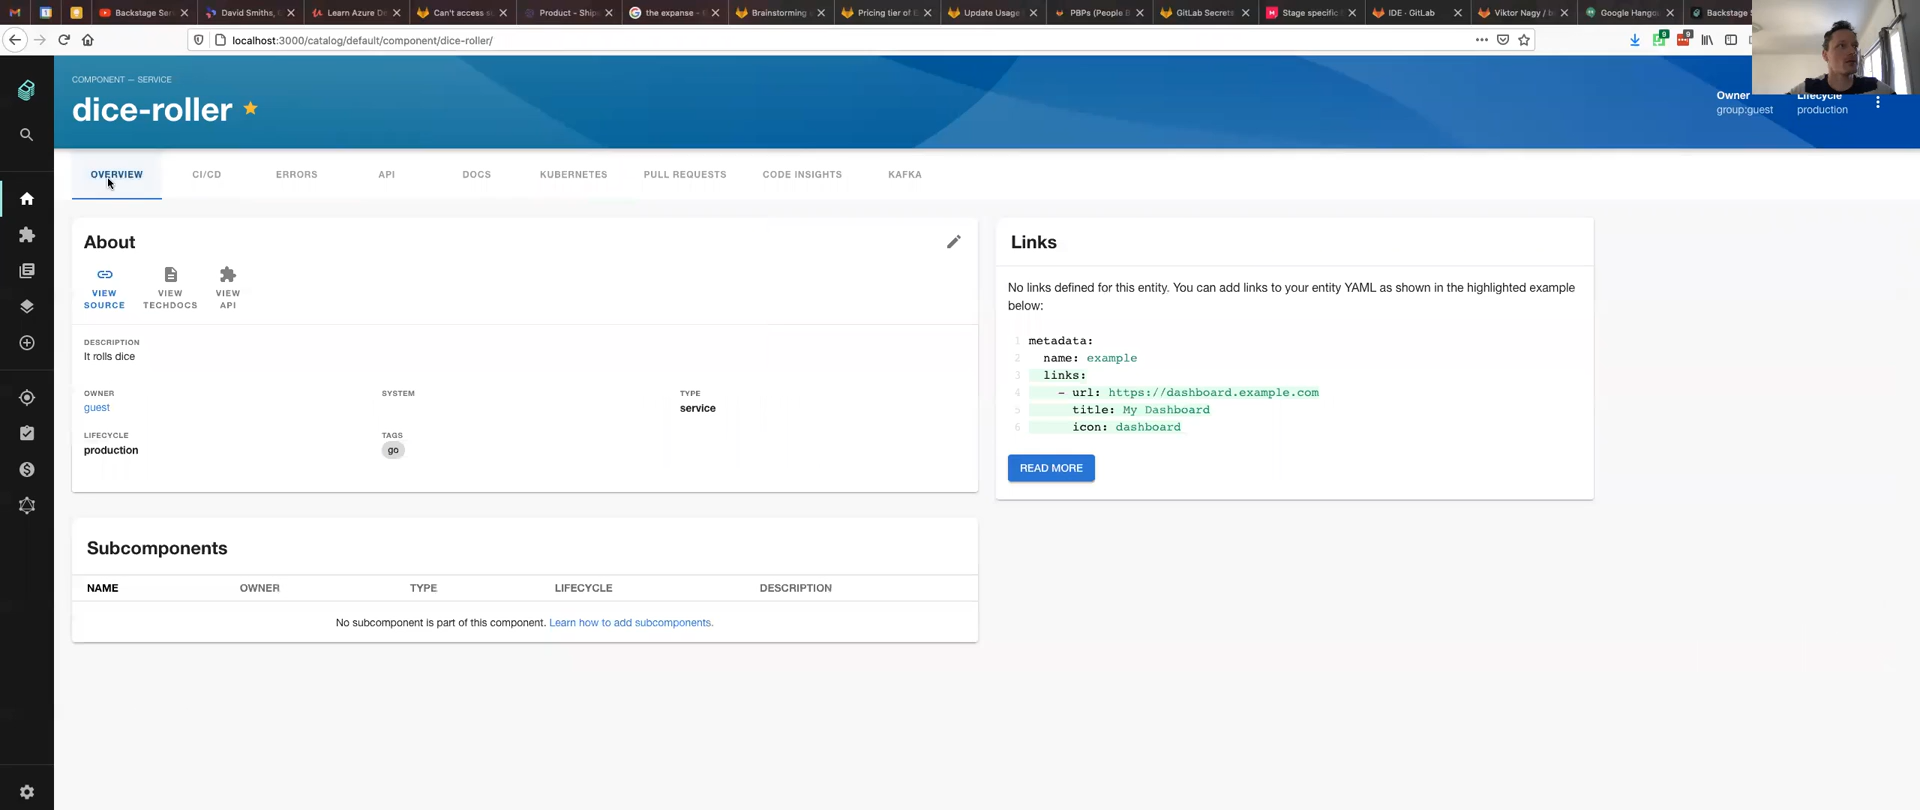 Backstage Ser
David Smiths,
Learn Azure De
Can't access s
Product - Ship
the expanse -
Brainstorming
Pricing tier of
Update Usage
PBPs (People B
GitLab Secrets
Stage specific
IDE · GitLab
Viktor Nagy / b
Google Hango
Backstage S
localhost:3000/catalog/default/component/dice-roller/
COMPONENT — SERVICE
dice-roller
Owner
group:guest
Lifecycle
production
OVERVIEW
CI/CD
ERRORS
API
DOCS
KUBERNETES
PULL REQUESTS
CODE INSIGHTS
KAFKA
About
VIEW
SOURCE
VIEW
TECHDOCS
VIEW
API
DESCRIPTION
It rolls dice
OWNER
guest
SYSTEM
TYPE
service
LIFECYCLE
production
TAGS
go
Links
No links defined for this entity. You can add links to your entity YAML as shown in the highlighted example
below:
1 metadata:
2 name: example
3 links:
4 - url: https://dashboard.example.com
5 title: My Dashboard
6 icon: dashboard
READ MORE
Subcomponents
NAME OWNER TYPE LIFECYCLE DESCRIPTION
No subcomponent is part of this component. Learn how to add subcomponents.